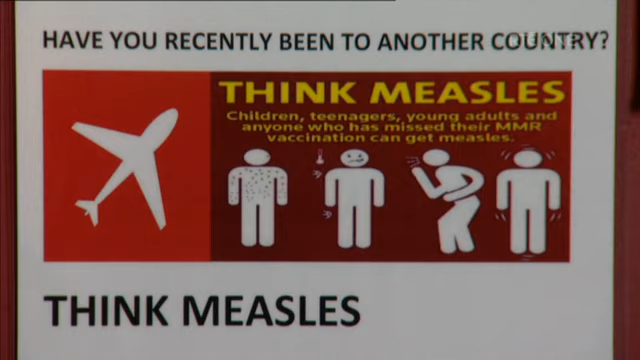 HAVE YOU RECENTLY BEEN TO ANOTHER COUNTRY?
THINK MEASLES
Children, teenagers, young adults and
anyone who has missed their MMR
vaccination can get measles.
THINK MEASLES